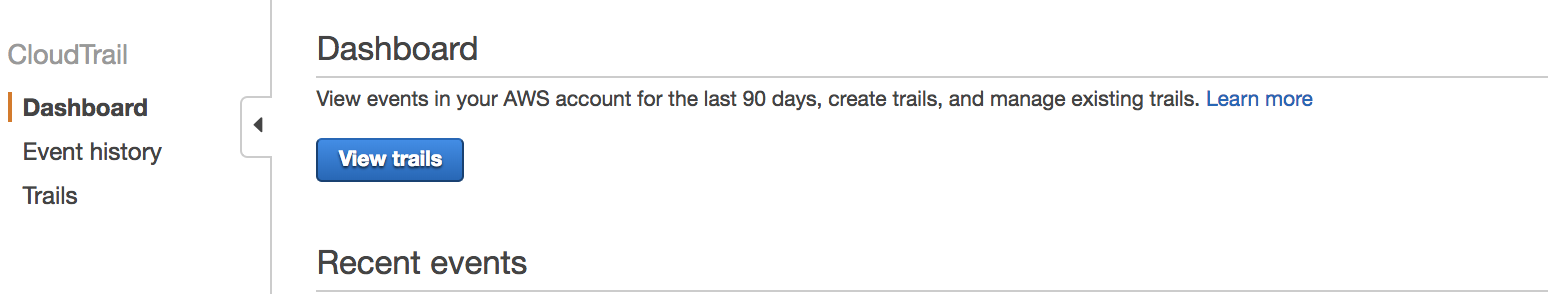 CloudTrail
Dashboard
Event history
Trails
Dashboard
View events in your AWS account for the last 90 days, create trails, and manage existing trails. Learn more
View trails
Recent events